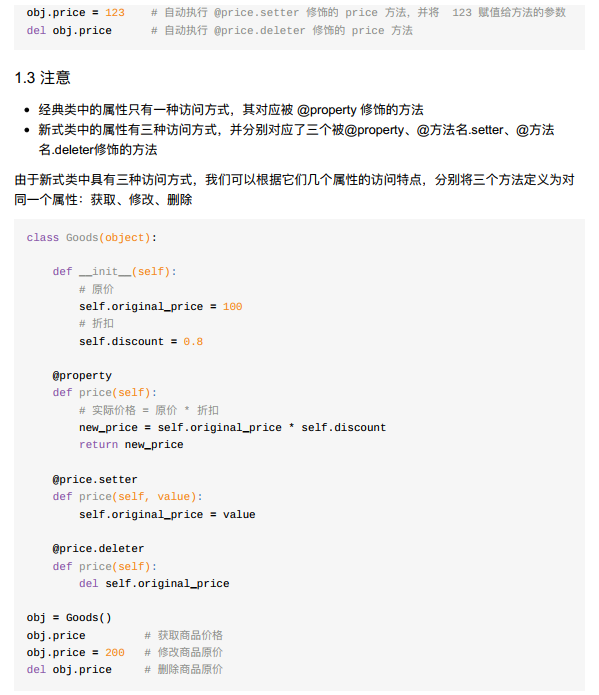 obj.price = 123    # 自动执行 @price.setter 修饰的 price 方法，并将  123 赋值给方法的参数
del obj.price      # 自动执行 @price.deleter 修饰的 price 方法
1.3 注意
• 经典类中的属性只有一种访问方式，其对应被 @property 修饰的方法
• 新式类中的属性有三种访问方式，并分别对应了三个被@property、@方法名.setter、@方法
名.deleter修饰的方法
由于新式类中具有三种访问方式，我们可以根据它们几个属性的访问特点，分别将三个方法定义为对
同一个属性：获取、修改、删除
class Goods(object):
    def __init__(self):
        # 原价
        self.original_price = 100
        # 折扣
        self.discount = 0.8
    @property
    def price(self):
        # 实际价格 = 原价 * 折扣
        new_price = self.original_price * self.discount
        return new_price
    @price.setter
    def price(self, value):
        self.original_price = value
    @price.deleter
    def price(self):
        del self.original_price
obj = Goods()
obj.price         # 获取商品价格
obj.price = 200   # 修改商品原价
del obj.price     # 删除商品原价